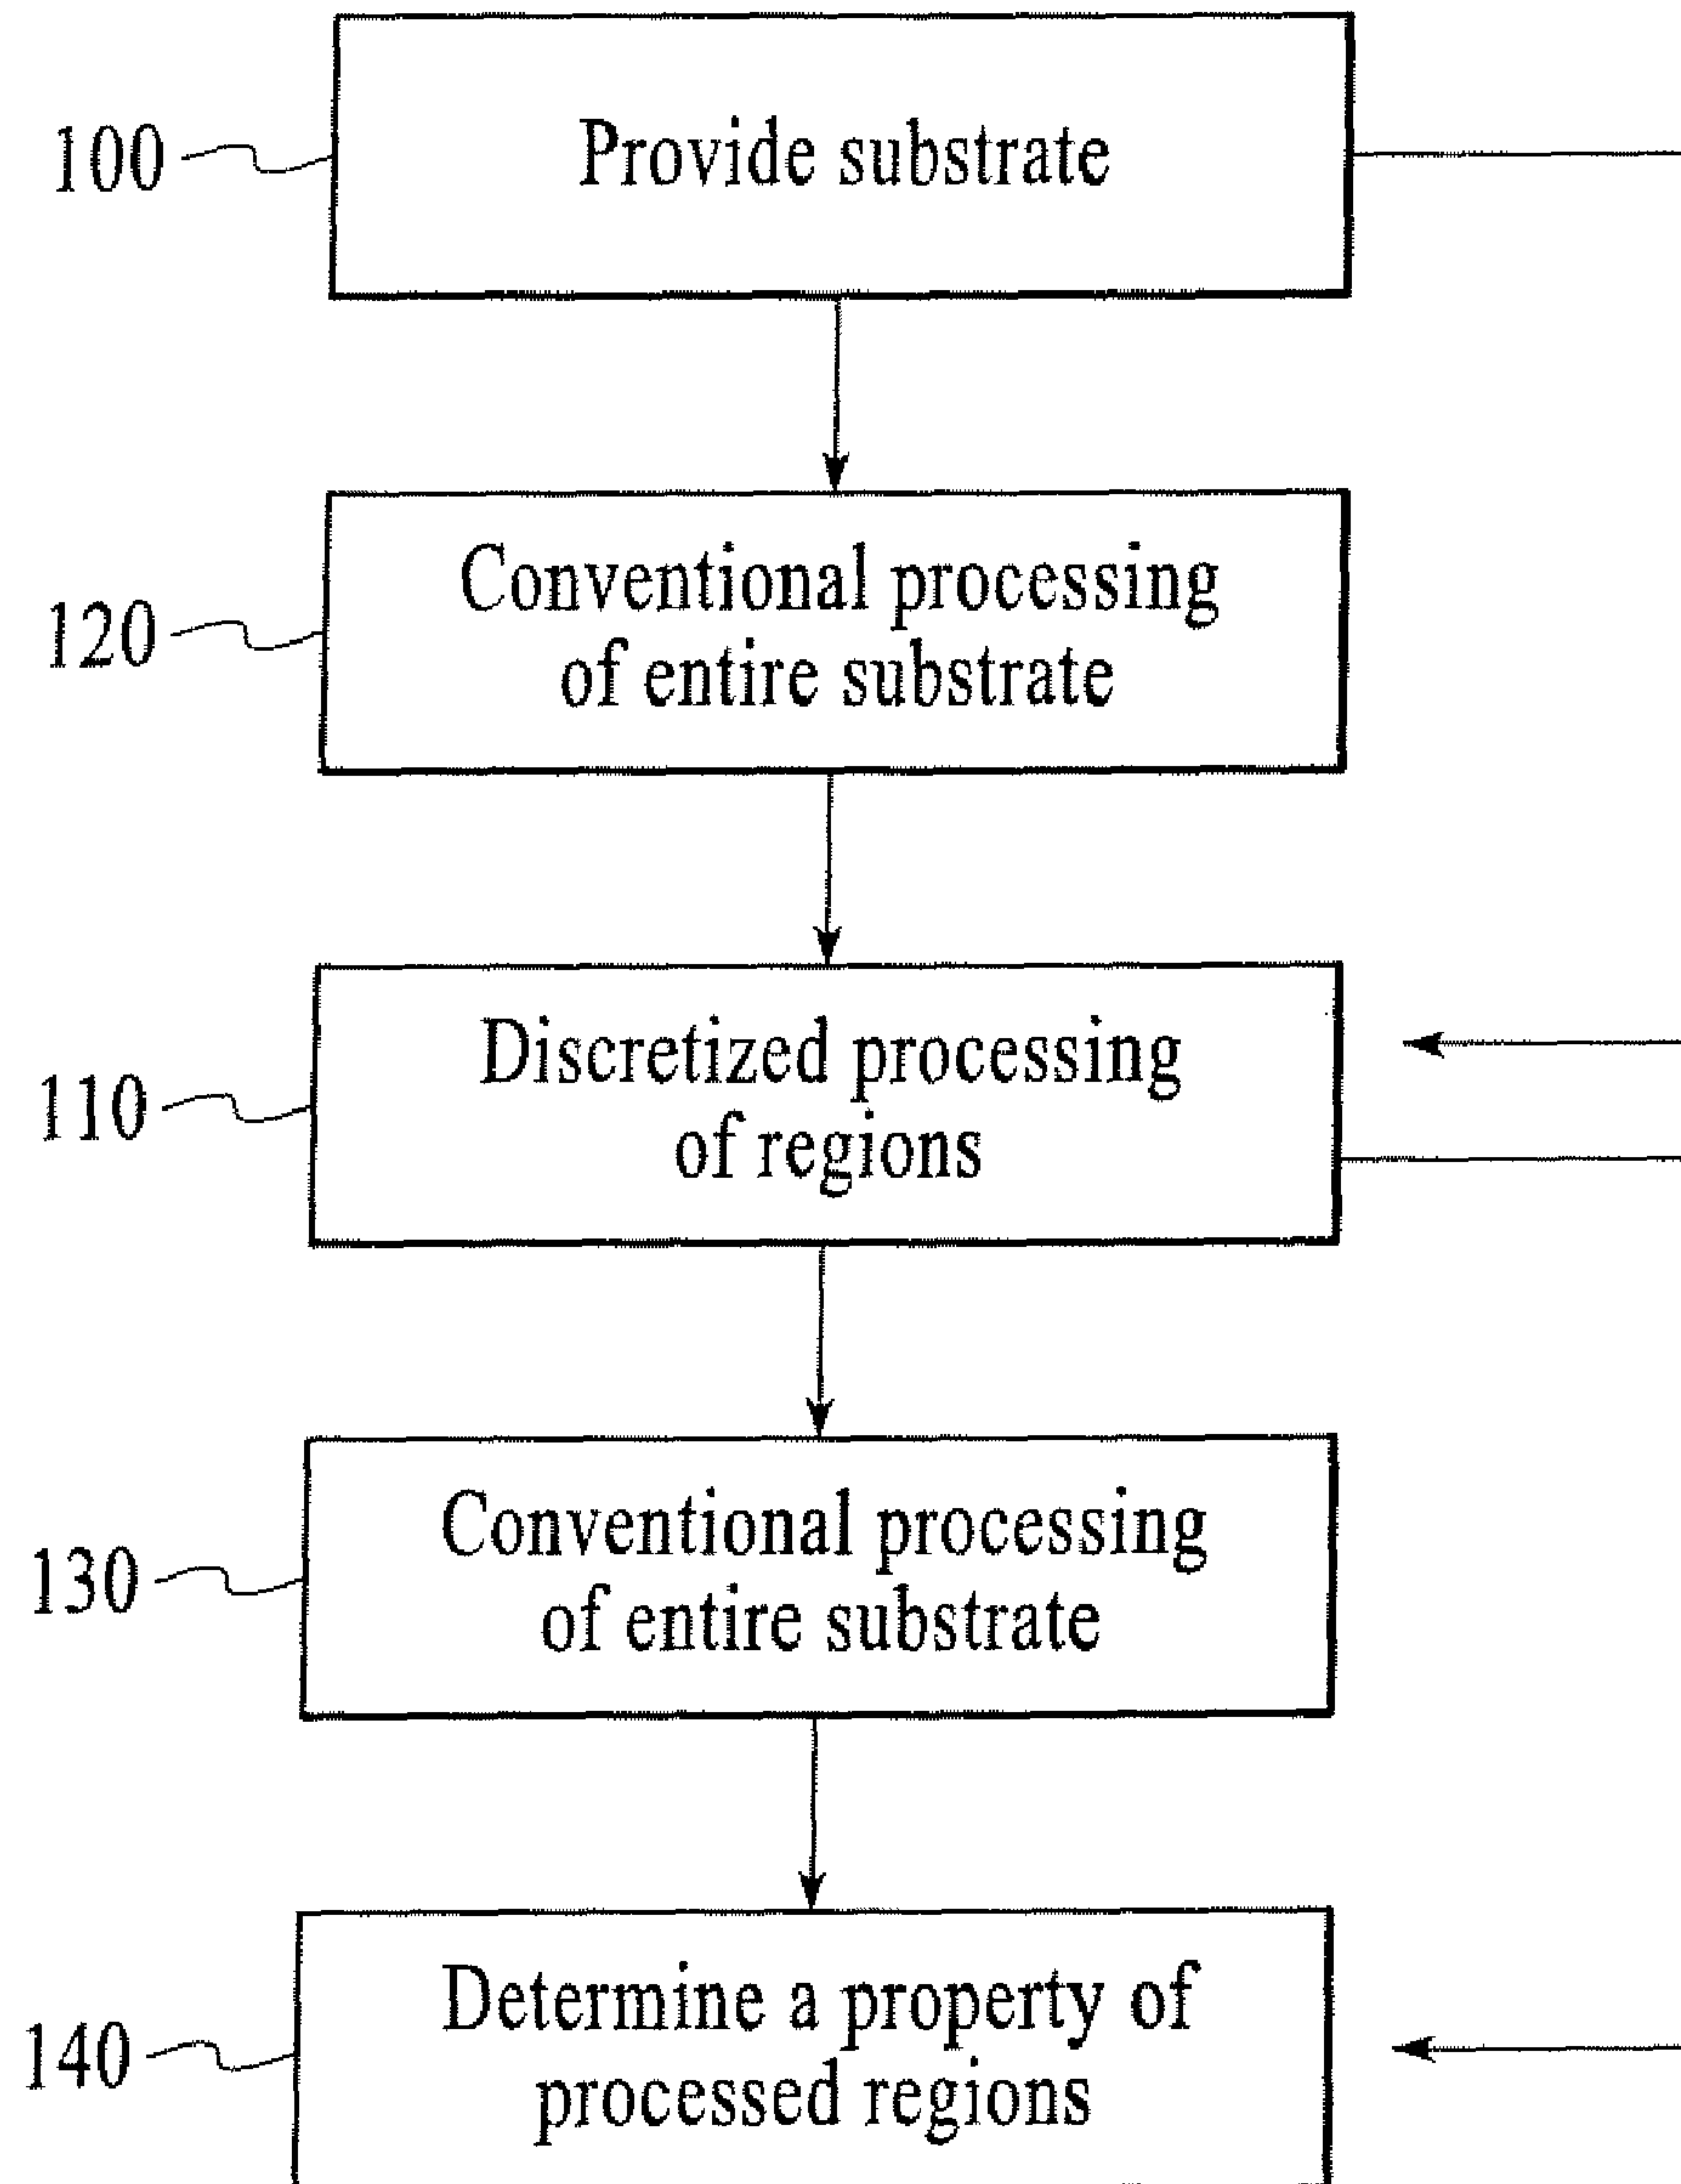 100
Provide substrate
120
Conventional processing
of entire substrate
110
Discretized processing
of regions
130
Conventional processing
of entire substrate
140
Determine a property of
processed regions